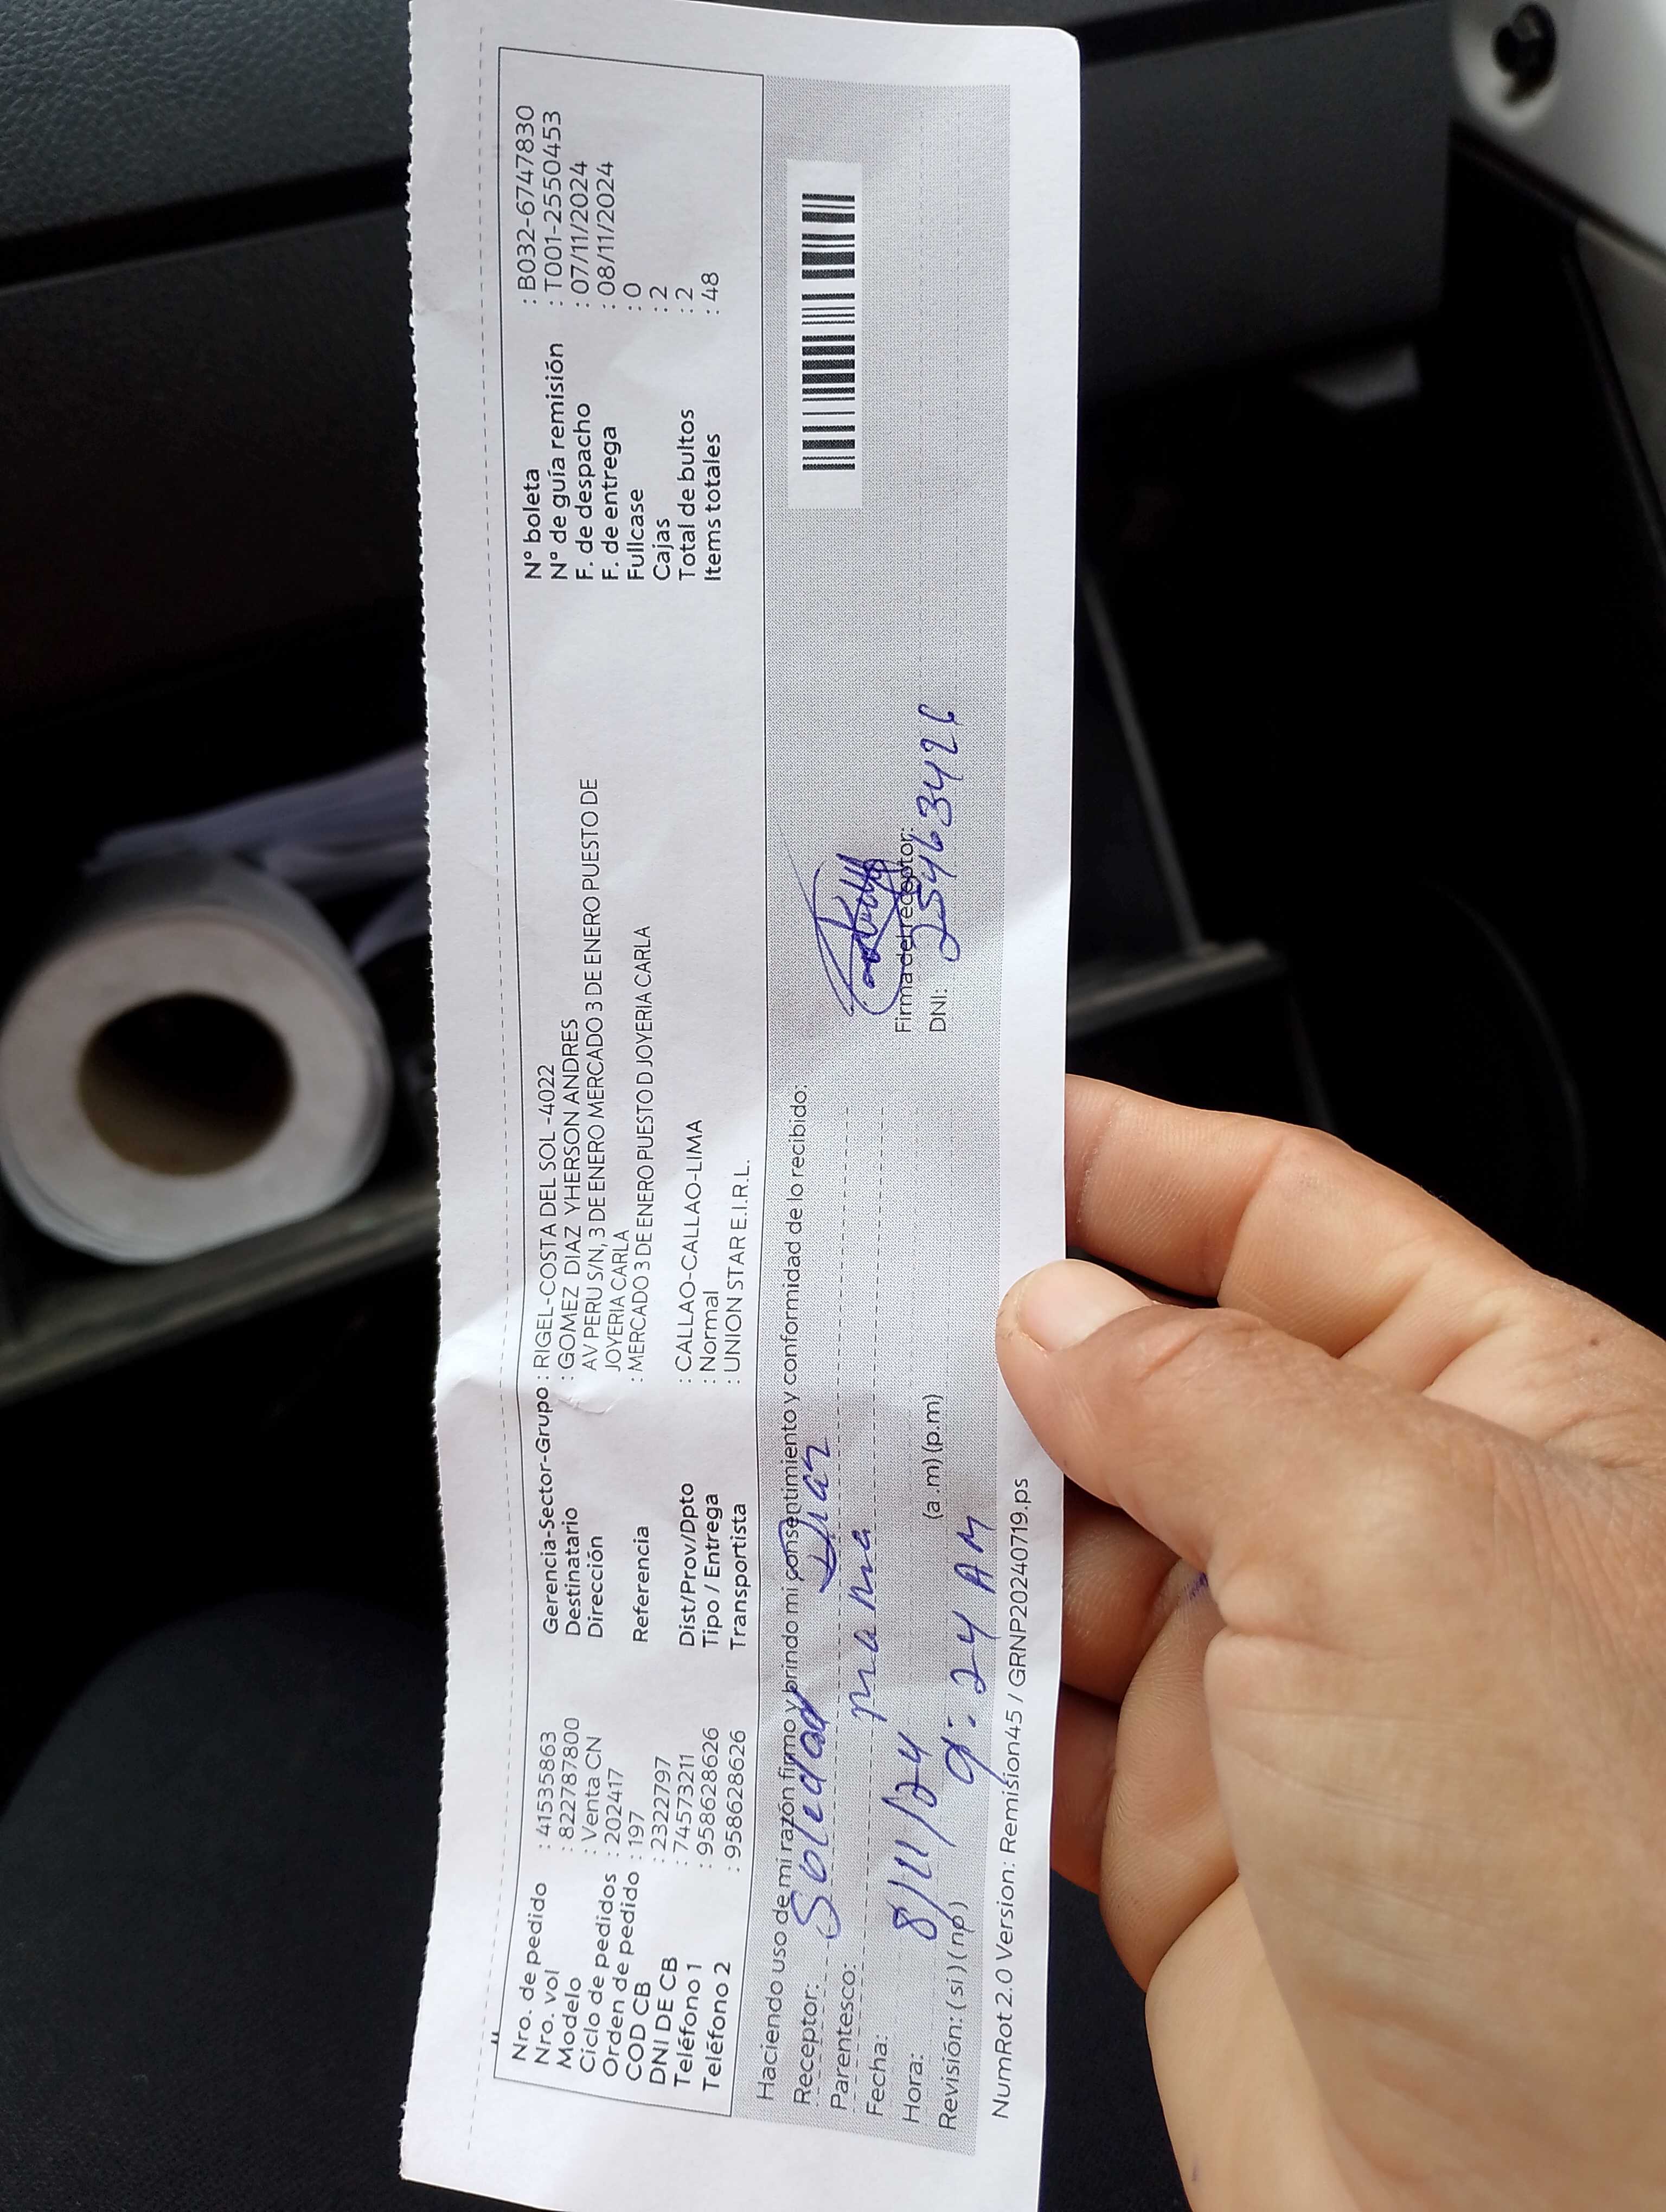 Nro. de pedido : 41535863
Nro. vol : 822787800
Modelo : Venta CN
Ciclo de pedidos : 202417
Orden de pedido : 197
COD CB : 2322797
DNI DE CB : 74573211
Teléfono 1 : 958628626
Teléfono 2 : 958628626
Gerencia-Sector-Grupo : RIGEL-COSTA DEL SOL -4022
Destinatario : GOMEZ DIAZ YHERSON ANDRES
Dirección AV PERU S/N, 3 DE ENERO MERCADO 3 DE ENERO PUESTO DE
JOYERIA CARLA
Referencia : MERCADO 3 DE ENERO PUESTO D JOYERIA CARLA
Dist/Prov/Dpto : CALLAO-CALLAO-LIMA
Tipo / Entrega : Normal
Transportista : UNION STAR E.I.R.L.
N° boleta : B032-6747830
N° de guía remisión : T001-25550453
F. de despacho : 07/11/2024
F. de entrega : 08/11/2024
Fullcase : 0
Cajas : 2
Total de bultos : 2
Items totales : 48
Haciendo uso de mi razón firmo y brindo mi consentimiento y conformidad de lo recibido:
Receptor: Soledad Diaz
Parentesco: mama
Fecha: 8/11/24
Hora: 9:24 AM (a.m) (p.m)
Revisión: ( si ) ( no )
Firma del receptor:
DNI: 25463426
NumRot 2.0 Version: Remision45 / GRNP20240719.ps